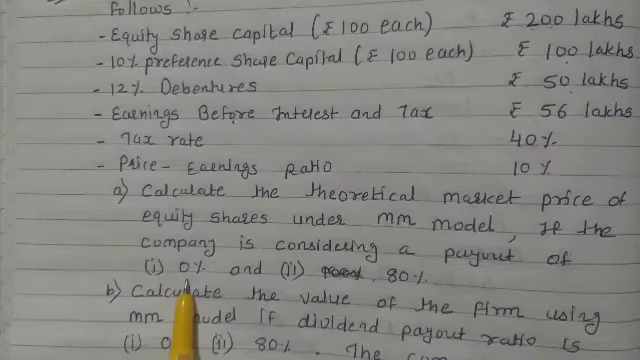 follows :-
- Equity share capital (₹ 100 each) ₹ 200 lakhs
- 10% preference share Capital (₹ 100 each) ₹ 100 lakhs
- 12% Debentures ₹ 50 lakhs
- Earnings Before Interest and Tax ₹ 56 lakhs
- Tax rate 40%
- Price - Earnings Ratio 10%
a) Calculate the theoretical market price of
equity shares under mm model, If the
company is considering a payout of
(i) 0% and (ii) 80%.
b) Calculate the value of the firm using
mm model if dividend payout ratio is
(i) 0 (ii) 80%. The